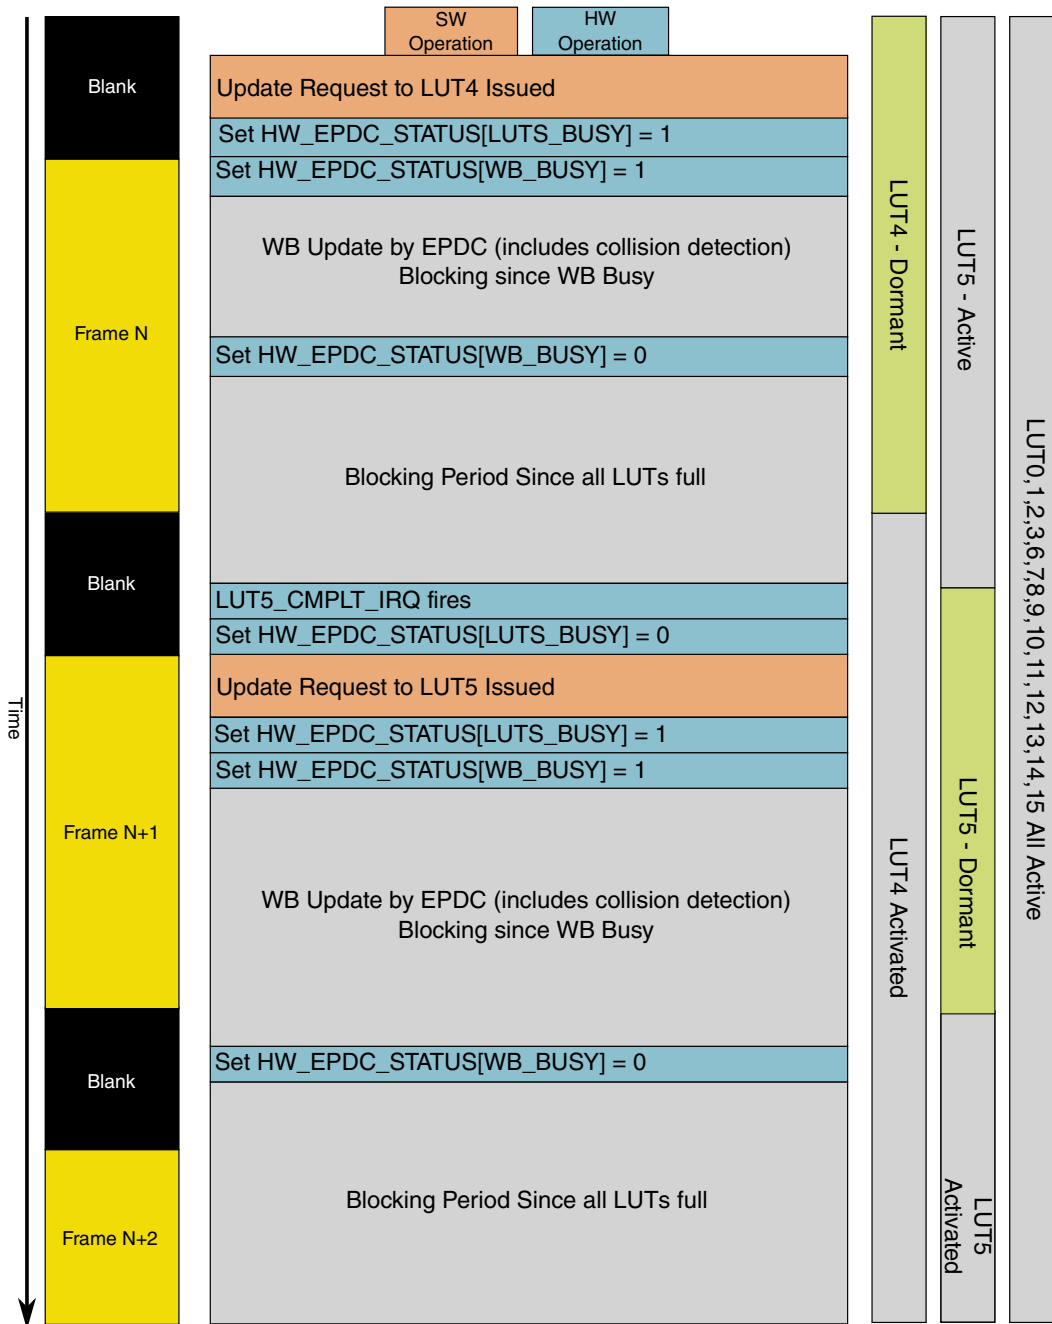 SW
Operation
HW
Operation
Blank
Update Request to LUT4 Issued
Set HW_EPDC_STATUS[LUTS_BUSY] = 1
Set HW_EPDC_STATUS[WB_BUSY] = 1
WB Update by EPDC (includes collision detection)
Blocking since WB Busy
Frame N
Set HW_EPDC_STATUS[WB_BUSY] = 0
Blocking Period Since all LUTs full
Blank
LUT5_CMPLT_IRQ fires
Set HW_EPDC_STATUS[LUTS_BUSY] = 0
Update Request to LUT5 Issued
Set HW_EPDC_STATUS[LUTS_BUSY] = 1
Set HW_EPDC_STATUS[WB_BUSY] = 1
Frame N+1
WB Update by EPDC (includes collision detection)
Blocking since WB Busy
Set HW_EPDC_STATUS[WB_BUSY] = 0
Blank
Blocking Period Since all LUTs full
Frame N+2
Time
LUT4 - Dormant
LUT4 Activated
LUT5 - Active
LUT5 - Dormant
LUT5
Activated
LUT0,1,2,3,6,7,8,9,10,11,12,13,14,15 All Active